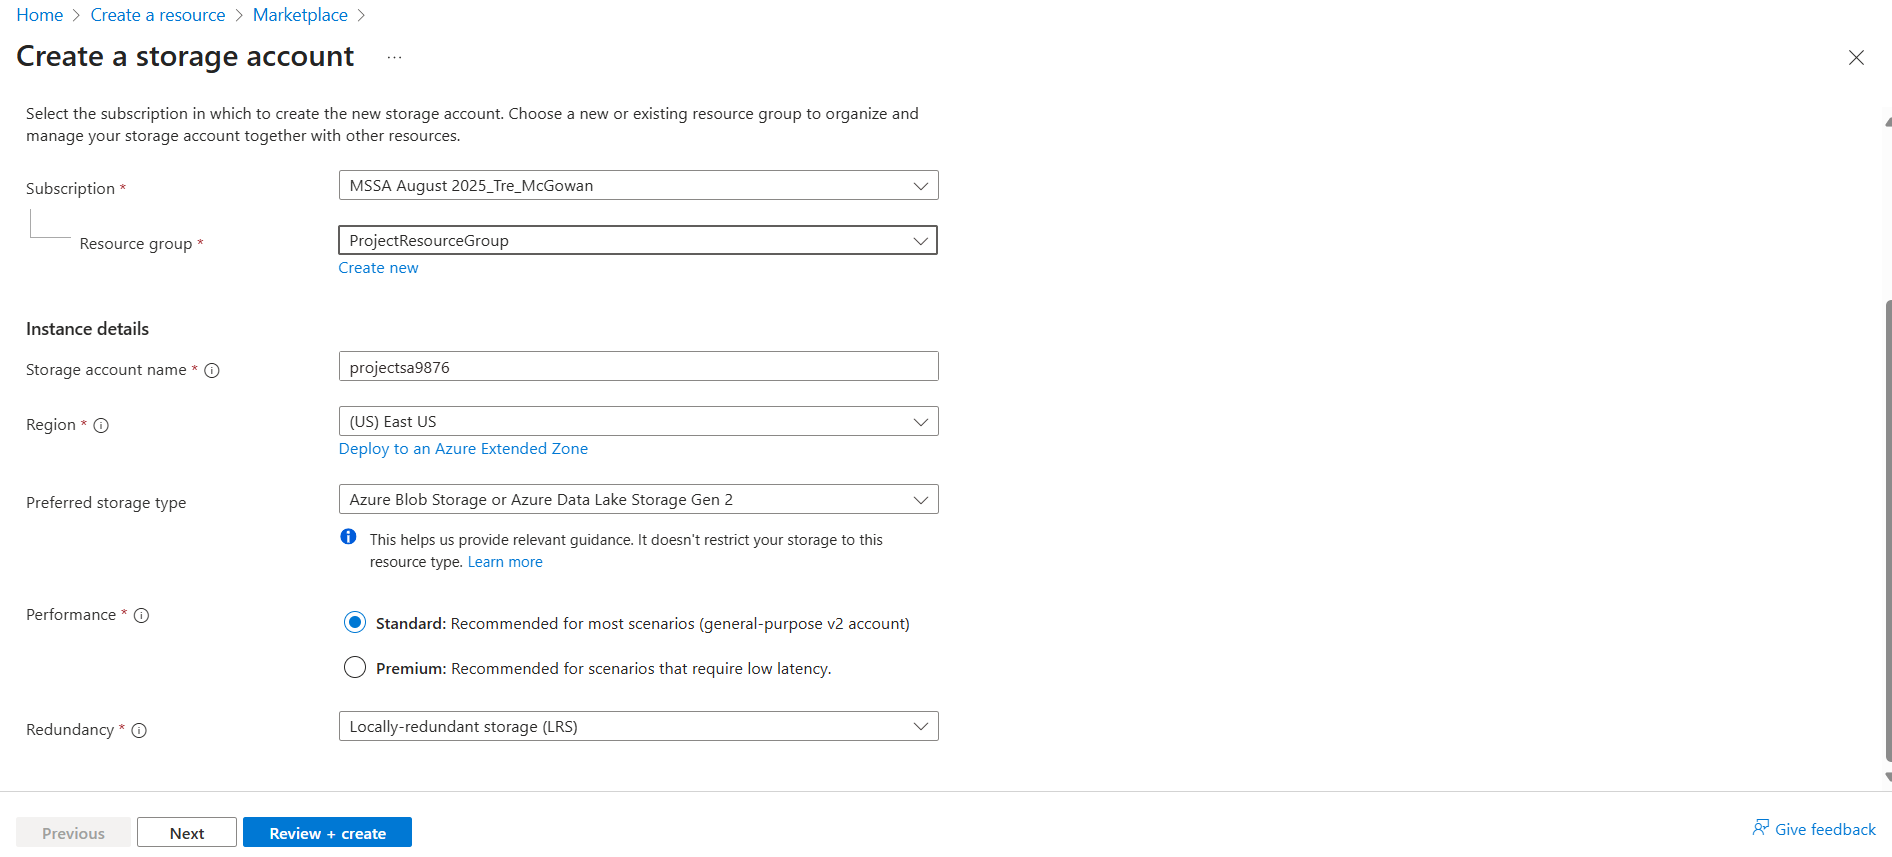 Home > Create a resource > Marketplace >
Create a storage account ...
Select the subscription in which to create the new storage account. Choose a new or existing resource group to organize and
manage your storage account together with other resources.
Subscription *
MSSA August 2025_Tre_McGowan
Resource group *
ProjectResourceGroup
Create new
Instance details
Storage account name *
projectsa9876
Region *
(US) East US
Deploy to an Azure Extended Zone
Preferred storage type
Azure Blob Storage or Azure Data Lake Storage Gen 2
This helps us provide relevant guidance. It doesn't restrict your storage to this
resource type. Learn more
Performance *
Standard: Recommended for most scenarios (general-purpose v2 account)
Premium: Recommended for scenarios that require low latency.
Redundancy *
Locally-redundant storage (LRS)
Previous
Next
Review + create
Give feedback